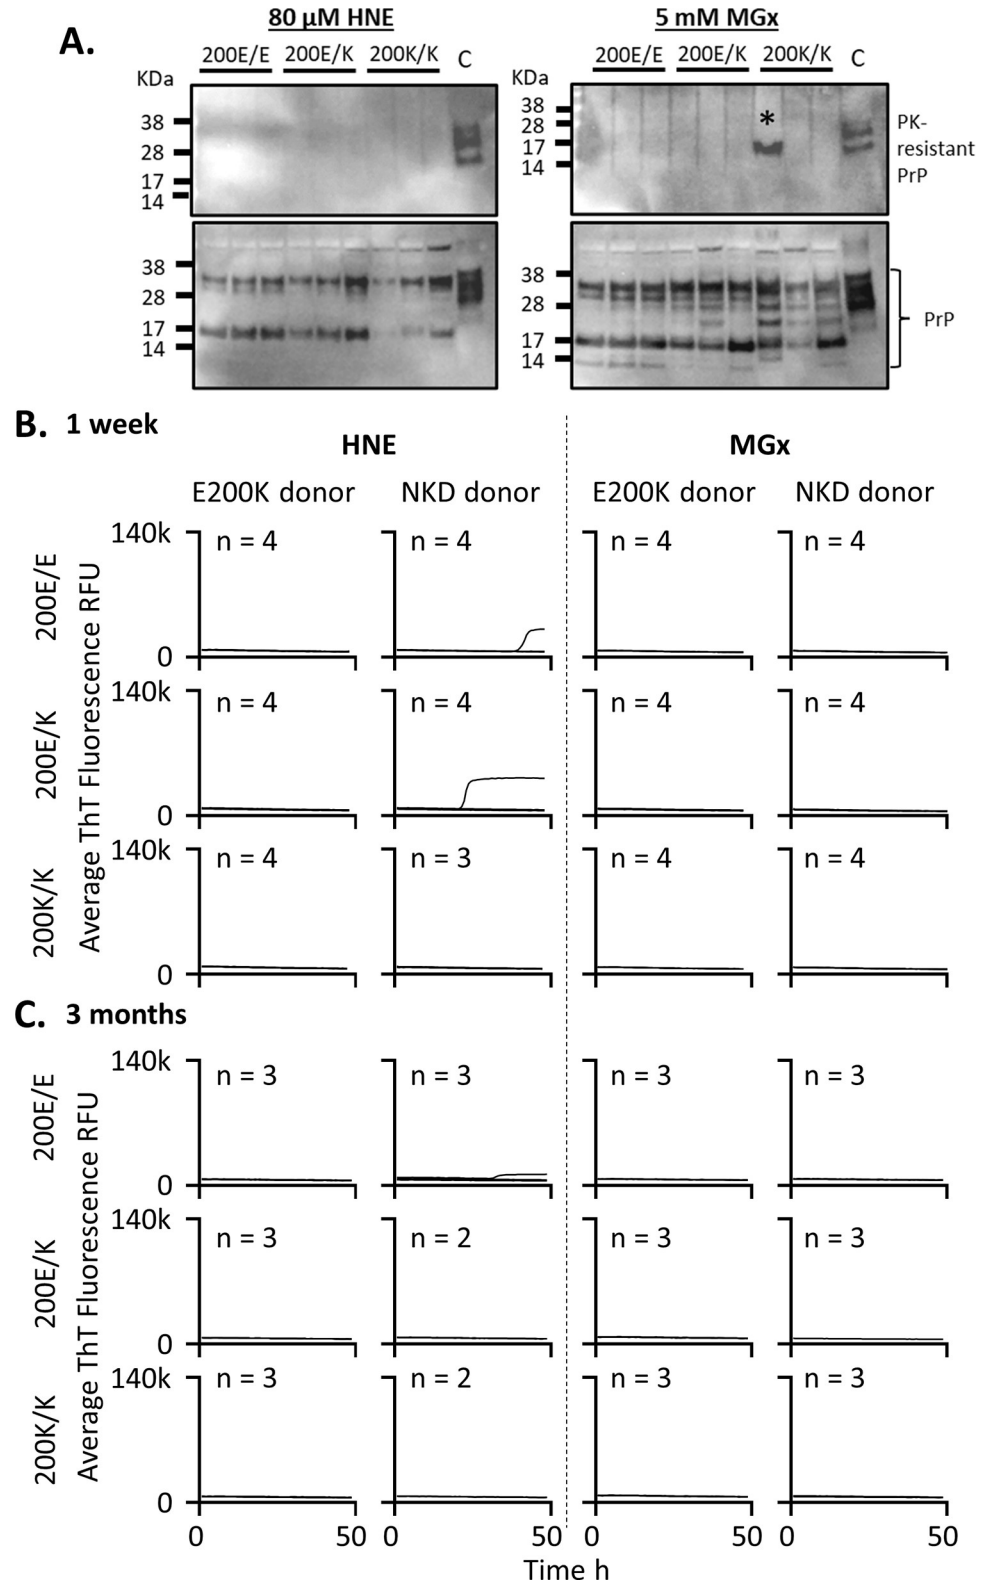 A.
80 µM HNE
5 mM MGx
200E/E 200E/K 200K/K C
200E/E 200E/K 200K/K C
KDa
38
28
17
14
38
28
17
14
KDa
38
28
17
14
*
PK-
resistant
PrP
38
28
17
14
PrP
B. 1 week
HNE
MGx
E200K donor NKD donor E200K donor NKD donor
Average ThT Fluorescence RFU
200E/E
140k
0
n = 4 n = 4 n = 4 n = 4
200E/K
140k
0
n = 4 n = 4 n = 4 n = 4
200K/K
140k
0
n = 4 n = 3 n = 4 n = 4
C. 3 months
Average ThT Fluorescence RFU
200E/E
140k
0
n = 3 n = 3 n = 3 n = 3
200E/K
140k
0
n = 3 n = 2 n = 3 n = 3
200K/K
140k
0
n = 3 n = 2 n = 3 n = 3
0 50 0 50 0 50 0 50
Time h